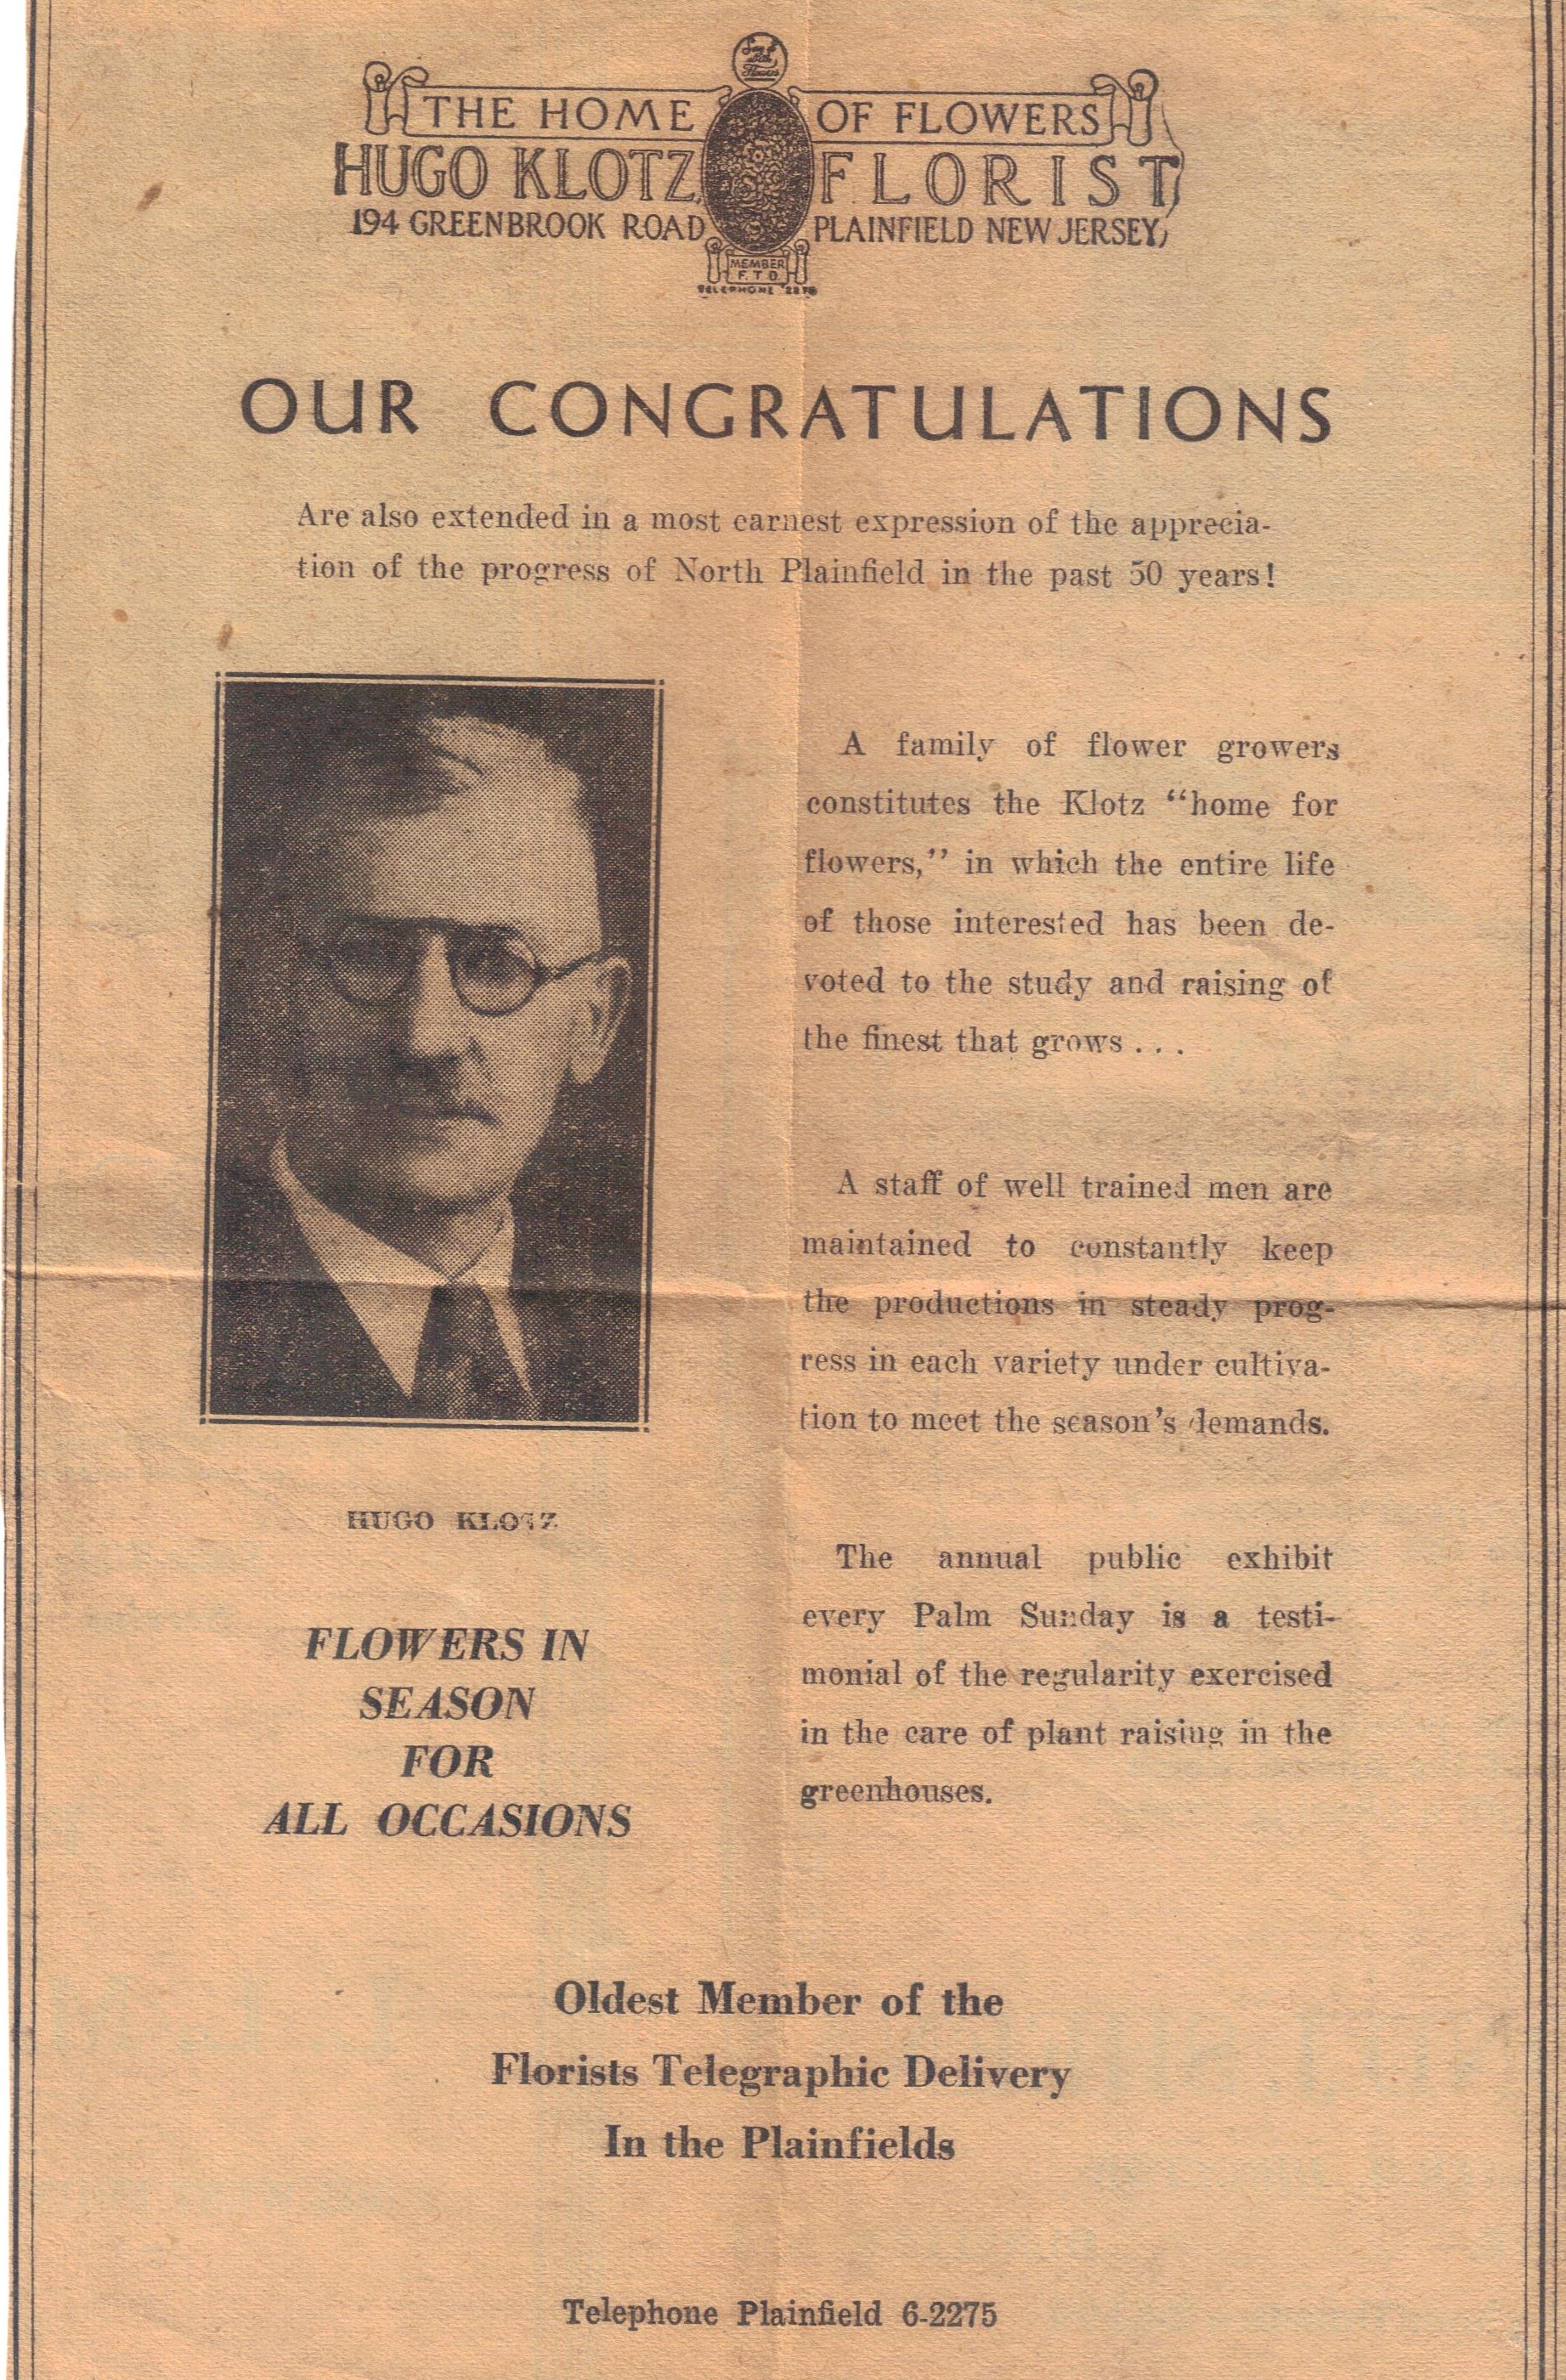 Say it
with
Flowers
THE HOME OF FLOWERS
HUGO KLOTZ, FLORIST,
194 GREENBROOK ROAD PLAINFIELD NEW JERSEY,
MEMBER
F. T. D.
TELEPHONE
OUR CONGRATULATIONS
Are also extended in a most earnest expression of the apprecia-
tion of the progress of North Plainfield in the past 50 years!
A family of flower growers
constitutes the Klotz “home for
flowers,” in which the entire life
of those interested has been de-
voted to the study and raising of
the finest that grows . . .
A staff of well trained men are
maintained to constantly keep
the productions in steady prog-
ress in each variety under cultiva-
tion to meet the season’s demands.
The annual public exhibit
every Palm Sunday is a testi-
monial of the regularity exercised
in the care of plant raising in the
greenhouses.
HUGO KLOTZ
FLOWERS IN
SEASON
FOR
ALL OCCASIONS
Oldest Member of the
Florists Telegraphic Delivery
In the Plainfields
Telephone Plainfield 6-2275